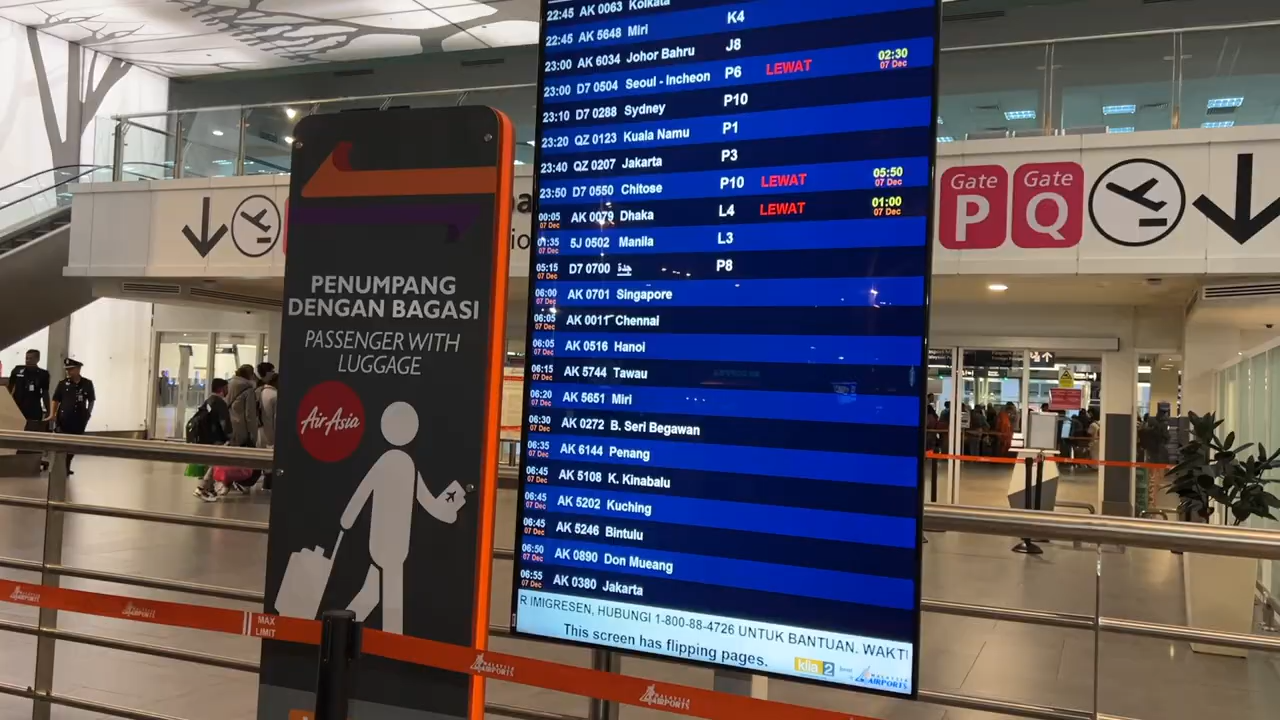 22:45 AK 0063 Kolkata
22:45 AK 5648 Miri K4
23:00 AK 6034 Johor Bahru J8
23:00 D7 0504 Seoul - Incheon P6 LEWAT 02:30 07 Dec
23:10 D7 0288 Sydney P10
23:20 QZ 0123 Kuala Namu P1
23:40 QZ 0207 Jakarta P3
23:50 D7 0550 Chitose P10 LEWAT 05:50 07 Dec
00:05 07 Dec AK 0079 Dhaka L4 LEWAT 01:00 07 Dec
01:35 07 Dec 5J 0502 Manila L3
05:15 07 Dec D7 0700 جدة P8
06:00 07 Dec AK 0701 Singapore
06:05 07 Dec AK 0011 Chennai
06:05 07 Dec AK 0516 Hanoi
06:15 07 Dec AK 5744 Tawau
06:20 07 Dec AK 5651 Miri
06:30 07 Dec AK 0272 B. Seri Begawan
06:35 07 Dec AK 6144 Penang
06:45 07 Dec AK 5108 K. Kinabalu
06:45 07 Dec AK 5202 Kuching
06:45 07 Dec AK 5246 Bintulu
06:50 07 Dec AK 0890 Don Mueang
06:55 07 Dec AK 0380 Jakarta
R IMIGRESEN, HUBUNGI 1-800-88-4726 UNTUK BANTUAN. WAKT
This screen has flipping pages.
klia 2
MALAYSIA AIRPORTS
PENUMPANG
DENGAN BAGASI
PASSENGER WITH
LUGGAGE
AirAsia
Gate P
Gate Q
MAX
LIMIT
MALAYSIA AIRPORTS
MALAYSIA AIRPORTS